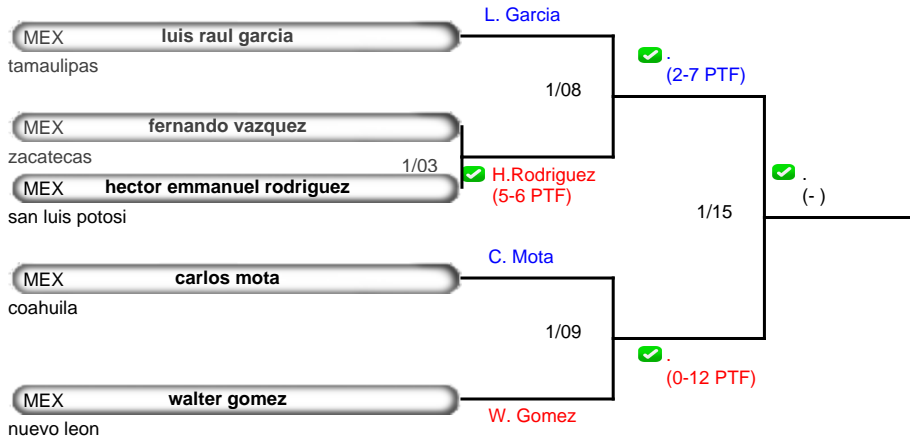 L. Garcia
MEX luis raul garcia
tamaulipas
.
(2-7 PTF)
1/08
MEX fernando vazquez
zacatecas
1/03
H.Rodriguez
(5-6 PTF)
MEX hector emmanuel rodriguez
san luis potosi
.
(- )
1/15
C. Mota
MEX carlos mota
coahuila
1/09
.
(0-12 PTF)
MEX walter gomez
W. Gomez
nuevo leon